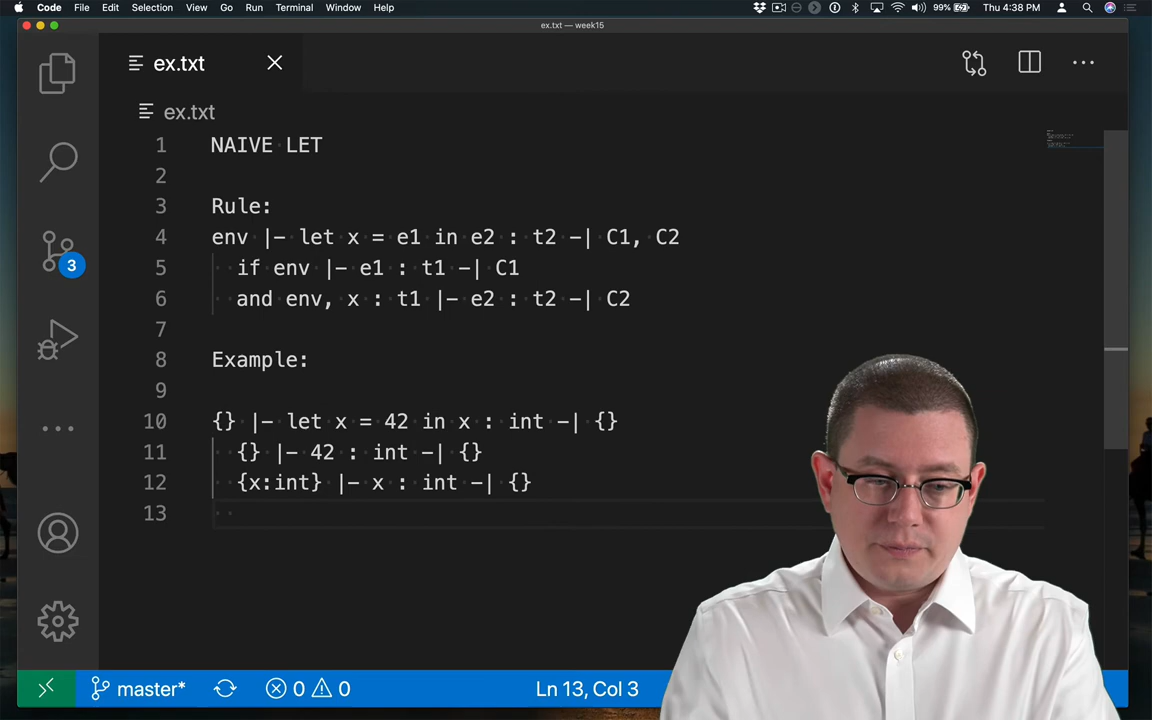 Code File Edit Selection View Go Run Terminal Window Help 99% Thu 4:38 PM
ex.txt — week15
ex.txt
ex.txt
1 NAIVE LET
2
3 Rule:
4 env |- let x = e1 in e2 : t2 -| C1, C2
5 if env |- e1 : t1 -| C1
6 and env, x : t1 |- e2 : t2 -| C2
7
8 Example:
9
10 {} |- let x = 42 in x : int -| {}
11 {} |- 42 : int -| {}
12 {x:int} |- x : int -| {}
13
3
master* 0 0 Ln 13, Col 3